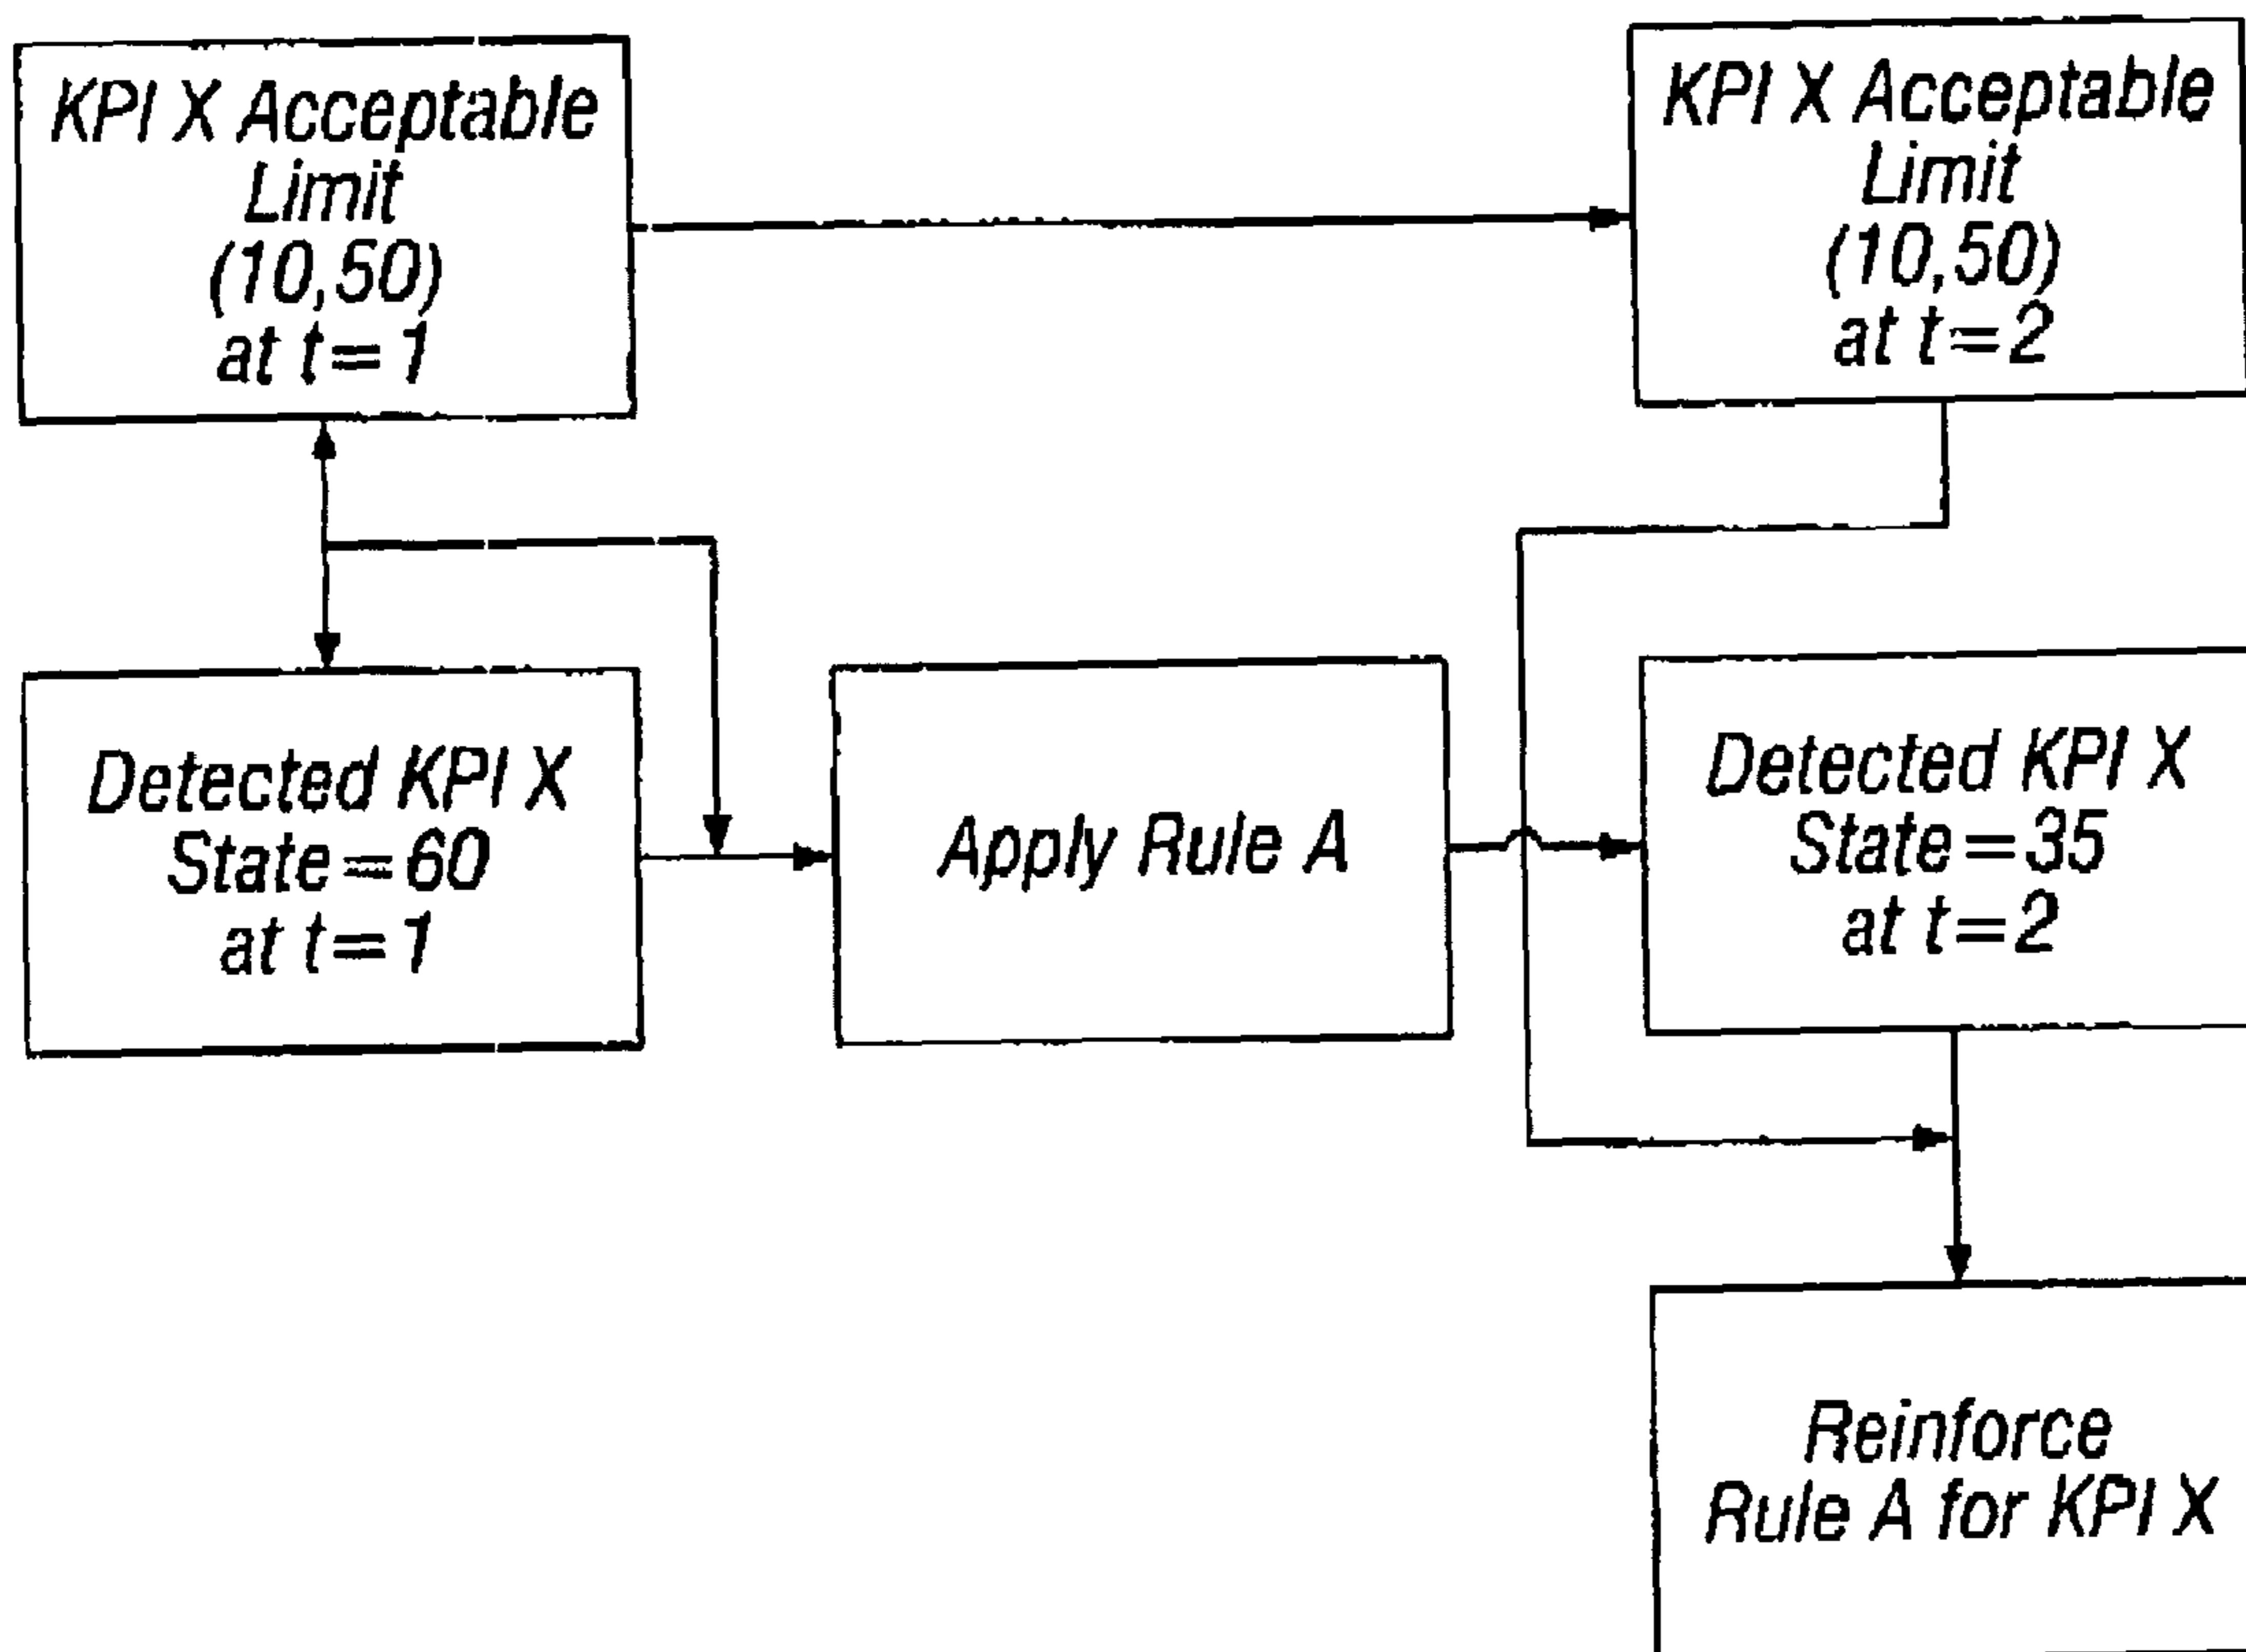 KPI X Acceptable
Limit
(10,50)
at t=1
KPI X Acceptable
Limit
(10,50)
at t=2
Detected KPI X
State=60
at t=1
Apply Rule A
Detected KPI X
State=35
at t=2
Reinforce
Rule A for KPI X